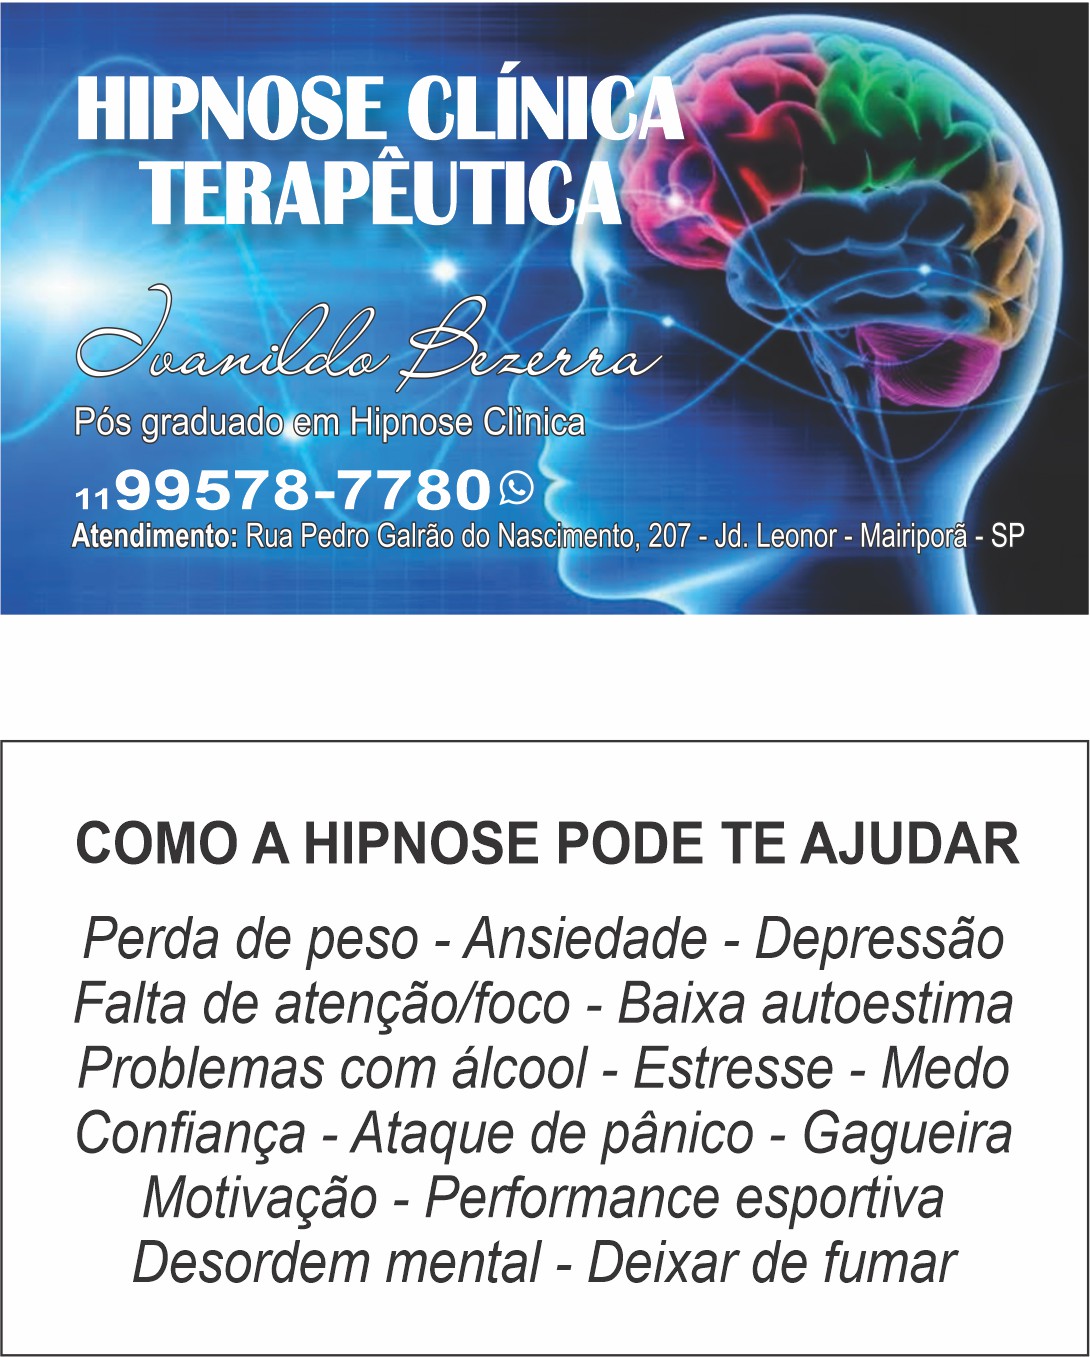 HIPNOSE CLÍNICA
TERAPÊUTICA
Ivanildo Bezerra
Pós graduado em Hipnose Clìnica
11 99578-7780
Atendimento: Rua Pedro Galrão do Nascimento, 207 - Jd. Leonor - Mairiporã - SP
COMO A HIPNOSE PODE TE AJUDAR
Perda de peso - Ansiedade - Depressão
Falta de atenção/foco - Baixa autoestima
Problemas com álcool - Estresse - Medo
Confiança - Ataque de pânico - Gagueira
Motivação - Performance esportiva
Desordem mental - Deixar de fumar